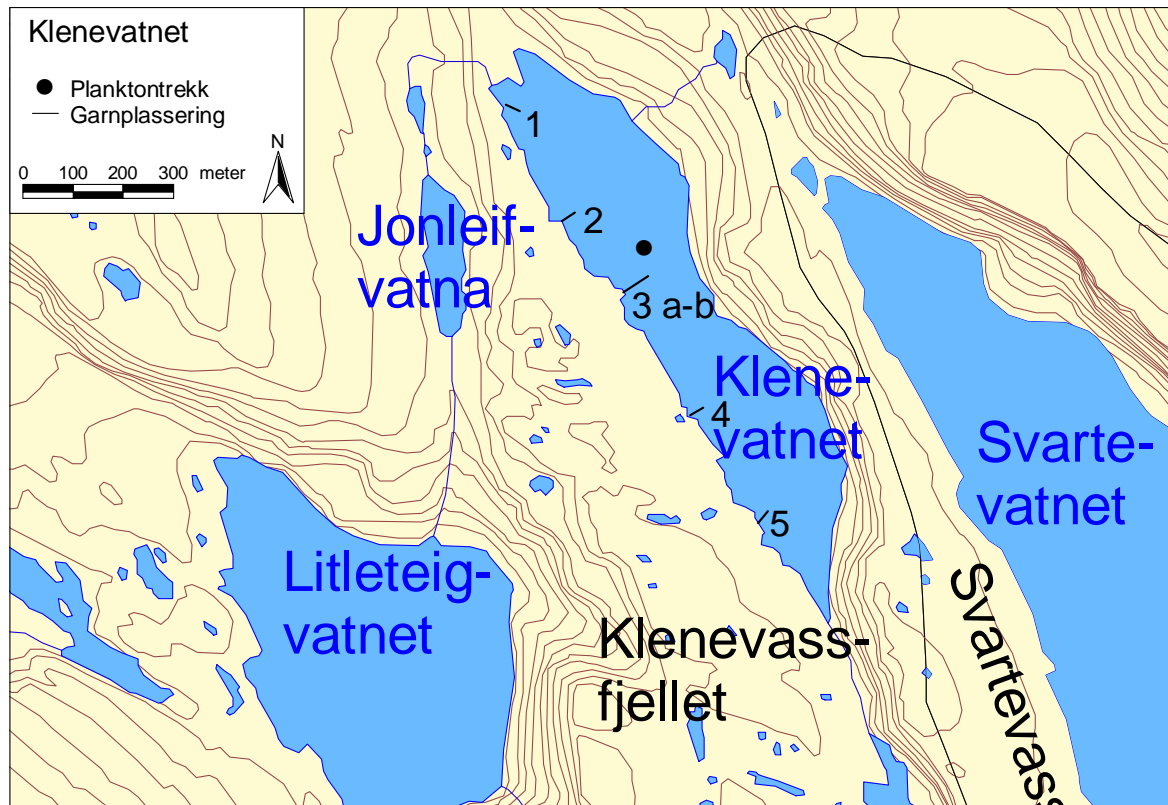 Klenevatnet
Planktontrekk
Garnplassering
N
0 100 200 300 meter
1
2
3 a-b
4
5
Jonleif-
vatna
Klene-
vatnet
Svarte-
vatnet
Litleteig-
vatnet
Klenevass-
fjellet
Svartevass